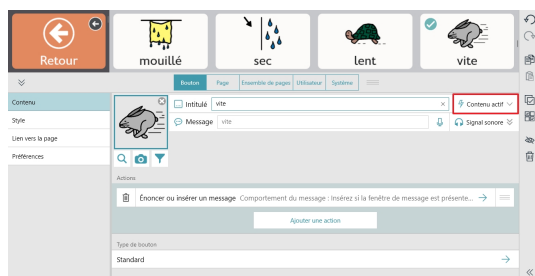 Retour
mouillé
sec
lent
vite
Bouton Page Ensemble de pages Utilisateur Système
Contenu
Style
Lien vers la page
Préférences
Intitulé vite
Contenu actif
Message vite
Signal sonore
Actions
Énoncer ou insérer un message Comportement du message : Insérez si la fenêtre de message est présente...
Ajouter une action
Type de bouton
Standard